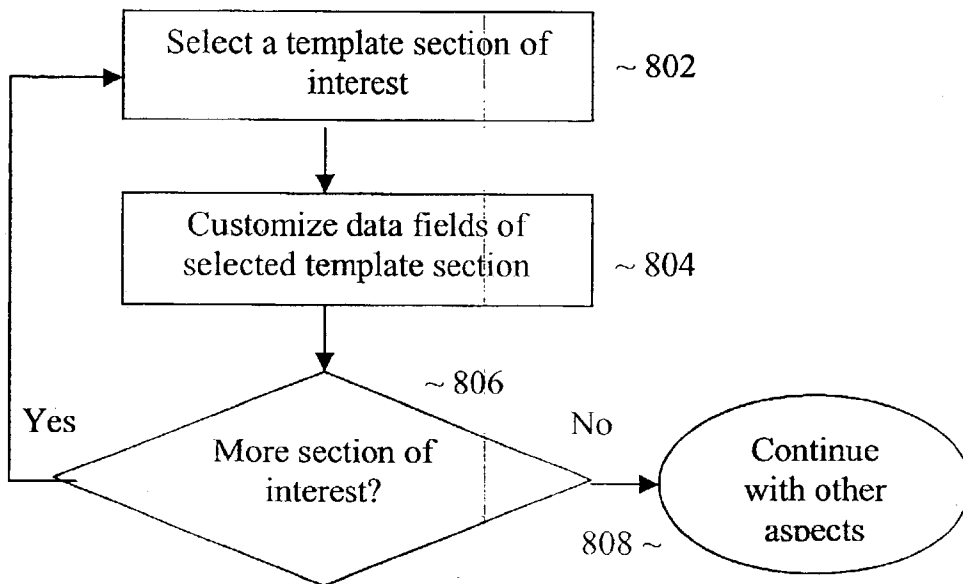 Select a template section of
interest
~ 802
Customize data fields of
selected template section
~ 804
~ 806
Yes
No
More section of
interest?
Continue
with other
aspects
808 ~